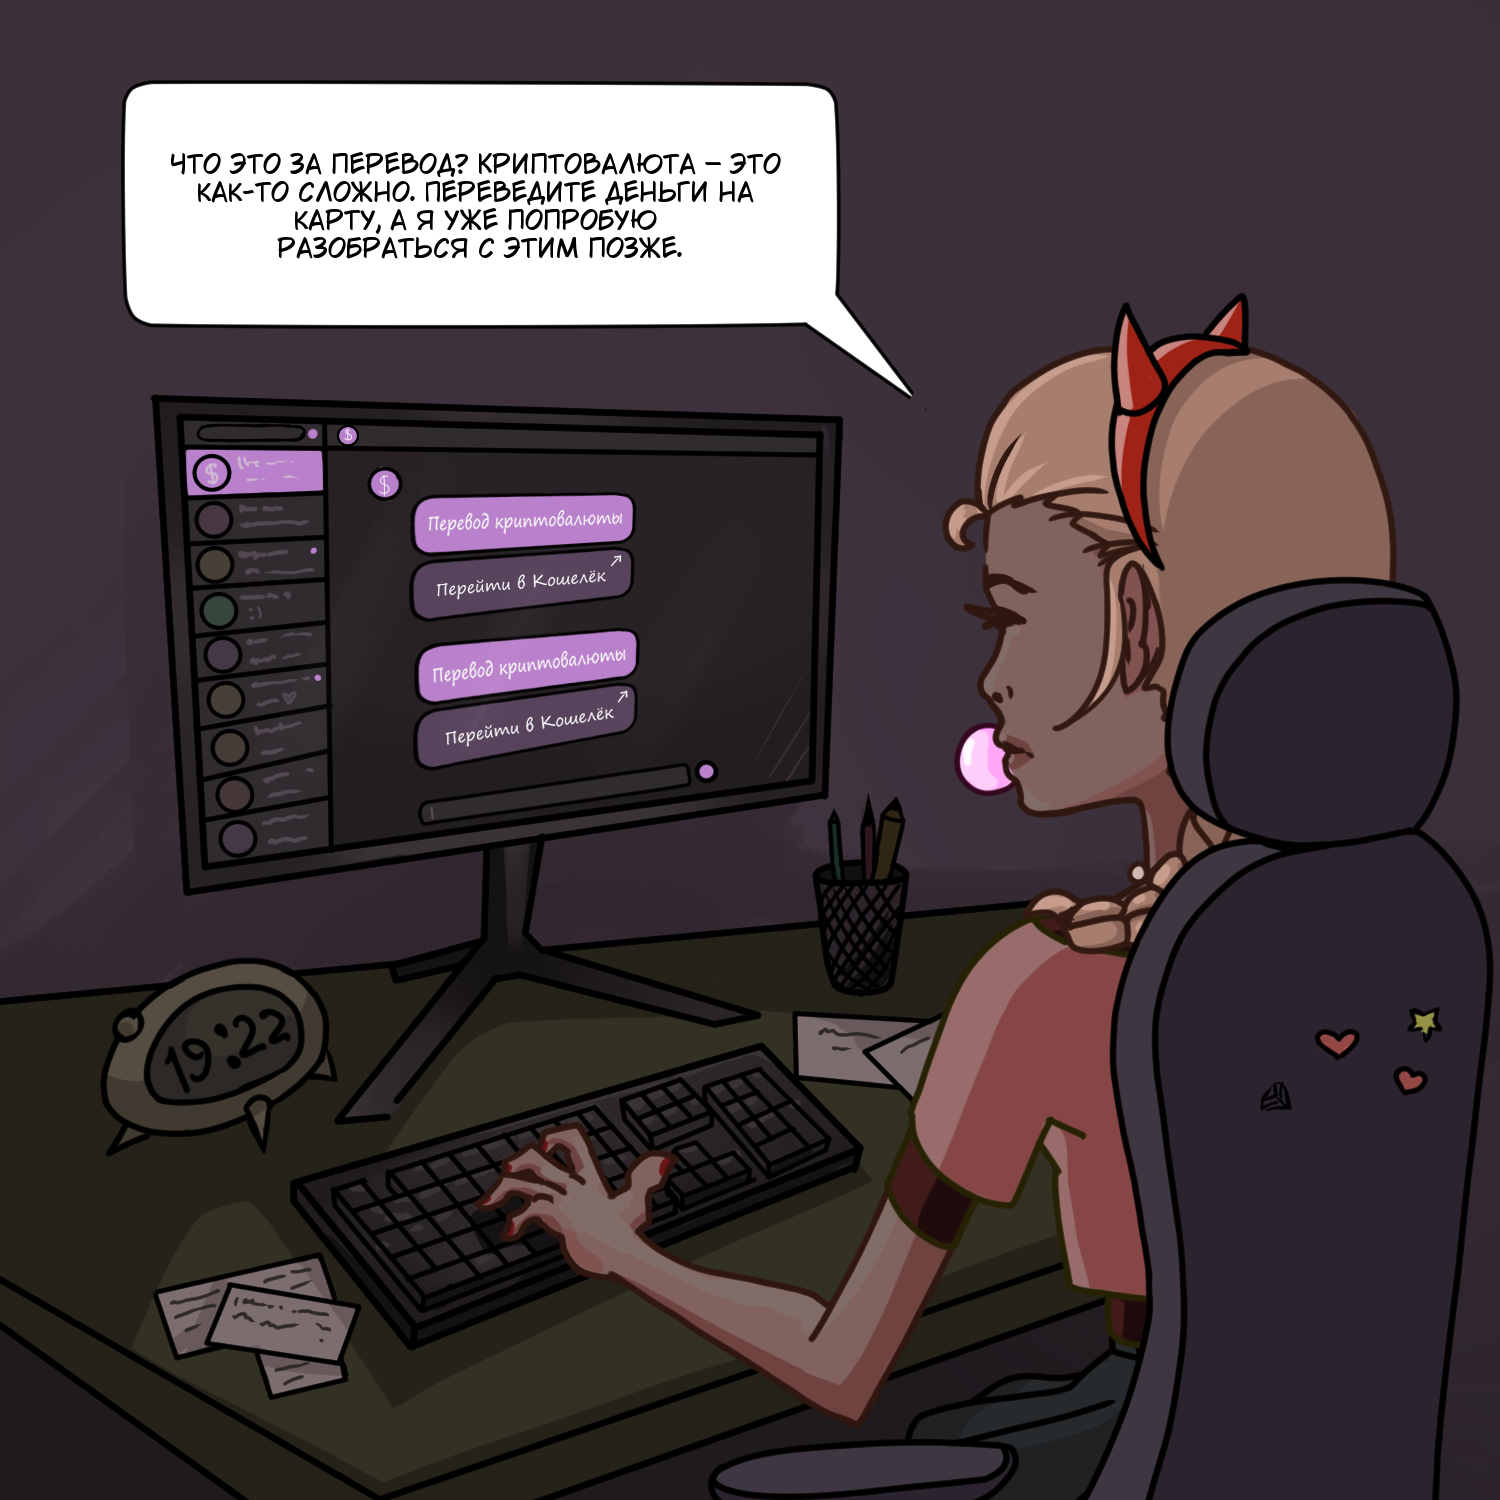 ЧТО ЭТО ЗА ПЕРЕВОД? КРИПТОВАЛЮТА – ЭТО
КАК-ТО СЛОЖНО. ПЕРЕВЕДИТЕ ДЕНЬГИ НА
КАРТУ, А Я УЖЕ ПОПРОБУЮ
РАЗОБРАТЬСЯ С ЭТИМ ПОЗЖЕ.
$
$
$
Перевод криптовалюты
Перейти в Кошелёк
:)
Перевод криптовалюты
Перейти в Кошелёк
19:22